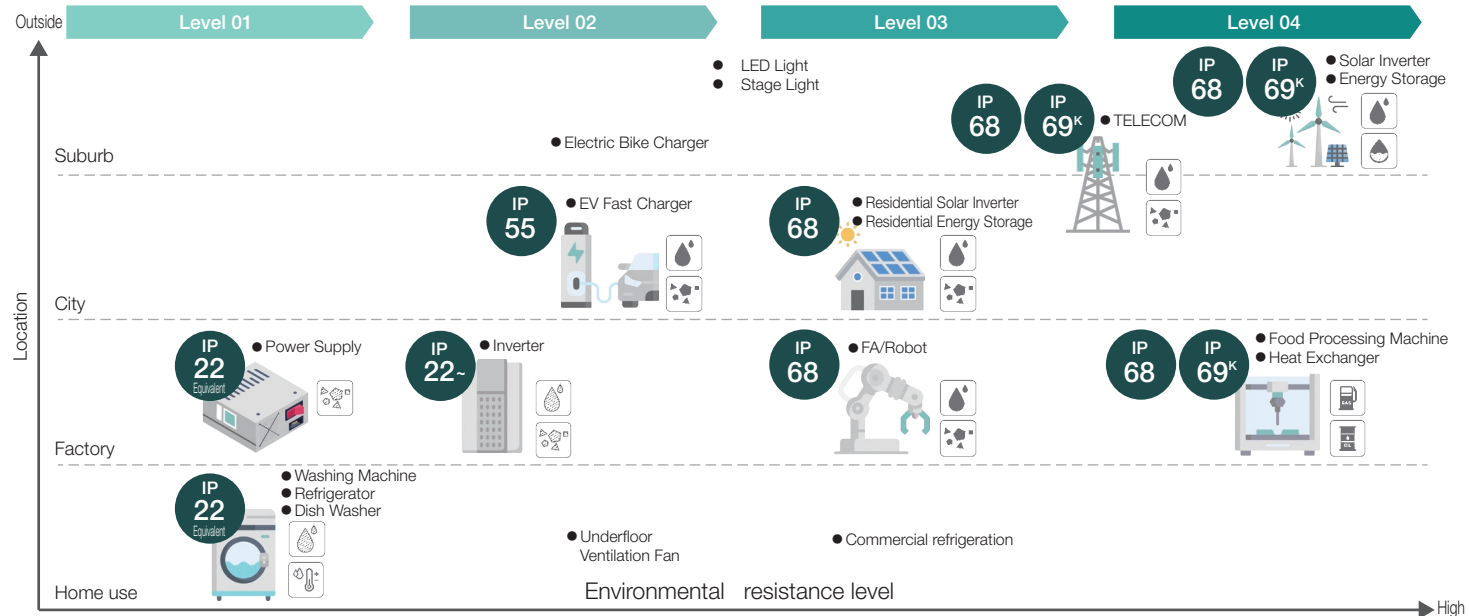 Outside
Level 01
Level 02
Level 03
Level 04
LED Light
Stage Light
IP
68
IP
69K
Solar Inverter
Energy Storage
IP
68
IP
69K
TELECOM
Electric Bike Charger
Suburb
IP
55
EV Fast Charger
IP
68
Residential Solar Inverter
Residential Energy Storage
City
Location
IP
22
Equivalent
Power Supply
IP
22~
Inverter
IP
68
FA/Robot
IP
68
IP
69K
Food Processing Machine
Heat Exchanger
GAS
OIL
Factory
IP
22
Equivalent
Washing Machine
Refrigerator
Dish Washer
Underfloor
Ventilation Fan
Commercial refrigeration
Home use
Environmental resistance level
High